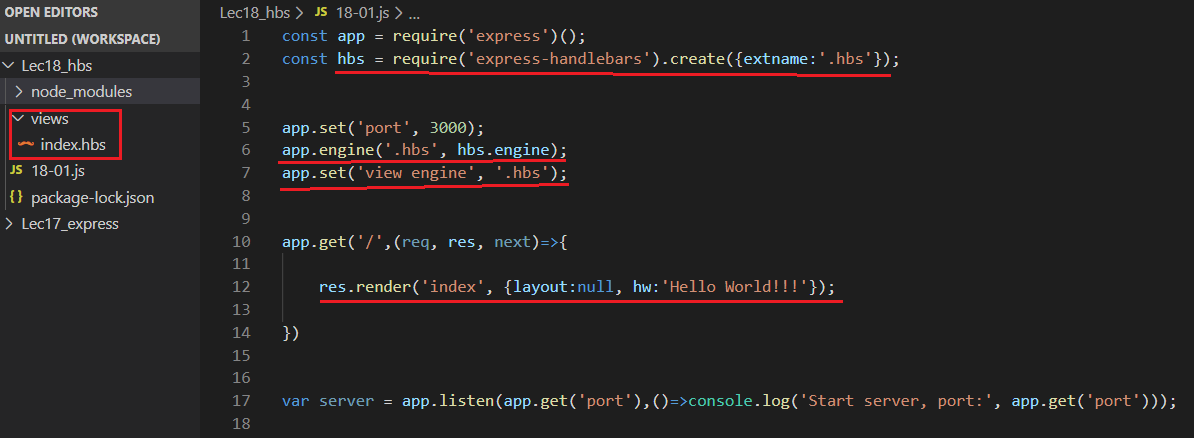 OPEN EDITORS
UNTITLED (WORKSPACE)
Lec18_hbs
node_modules
views
index.hbs
JS 18-01.js
{} package-lock.json
Lec17_express
Lec18_hbs > JS 18-01.js > ...
1 const app = require('express')();
2 const hbs = require('express-handlebars').create({extname:'.hbs'});
3
4
5 app.set('port', 3000);
6 app.engine('.hbs', hbs.engine);
7 app.set('view engine', '.hbs');
8
9
10 app.get('/',(req, res, next)=>{
11
12 res.render('index', {layout:null, hw:'Hello World!!!'});
13
14 })
15
16
17 var server = app.listen(app.get('port'),()=>console.log('Start server, port:', app.get('port')));
18